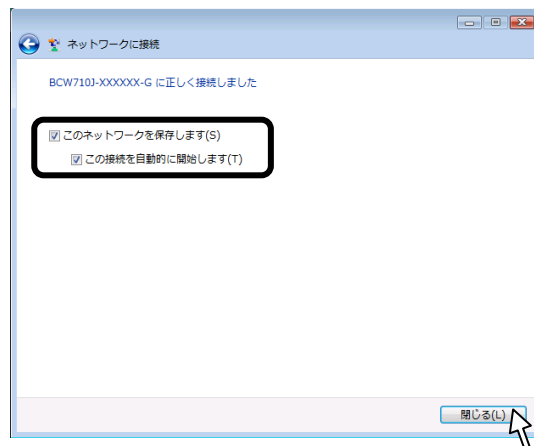 ネットワークに接続
BCW710J-XXXXXX-G に正しく接続しました
このネットワークを保存します(S)
この接続を自動的に開始します(T)
閉じる(L)